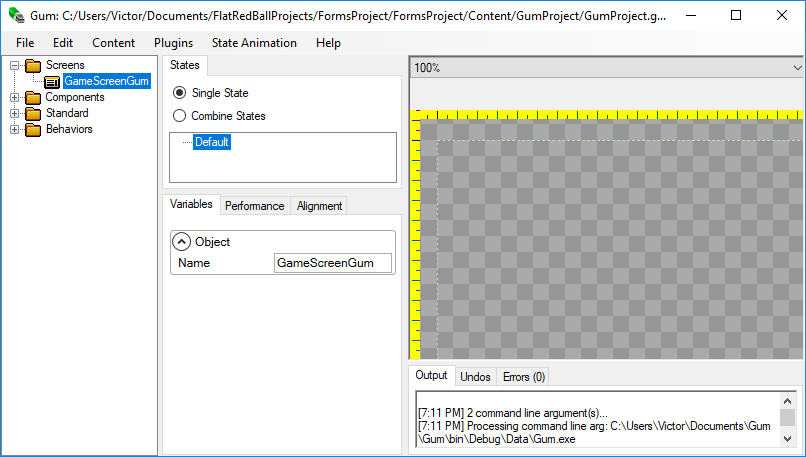 Gum: C:/Users/Victor/Documents/FlatRedBallProjects/FormsProject/FormsProject/Content/GumProject/GumProject.g...
File Edit Content Plugins State Animation Help
Screens
GameScreenGum
Components
Standard
Behaviors
States
Single State
Combine States
Default
Variables Performance Alignment
Object
Name GameScreenGum
100%
Output Undos Errors (0)
[7:11 PM] 2 command line argument(s)...
[7:11 PM] Processing command line arg: C:\Users\Victor\Documents\Gum
\Gum\bin\Debug\Data\Gum.exe